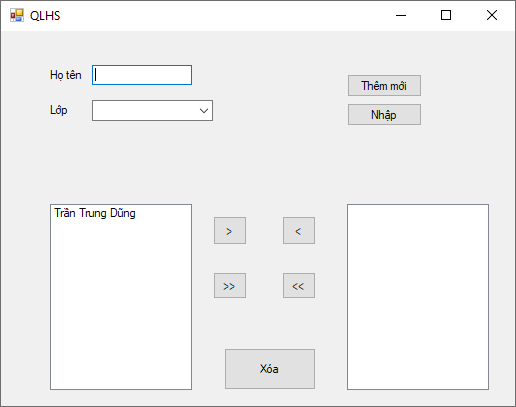 QLHS
Họ tên
Thêm mới
Lớp
Nhập
Trần Trung Dũng
>
<
>>
<<
Xóa